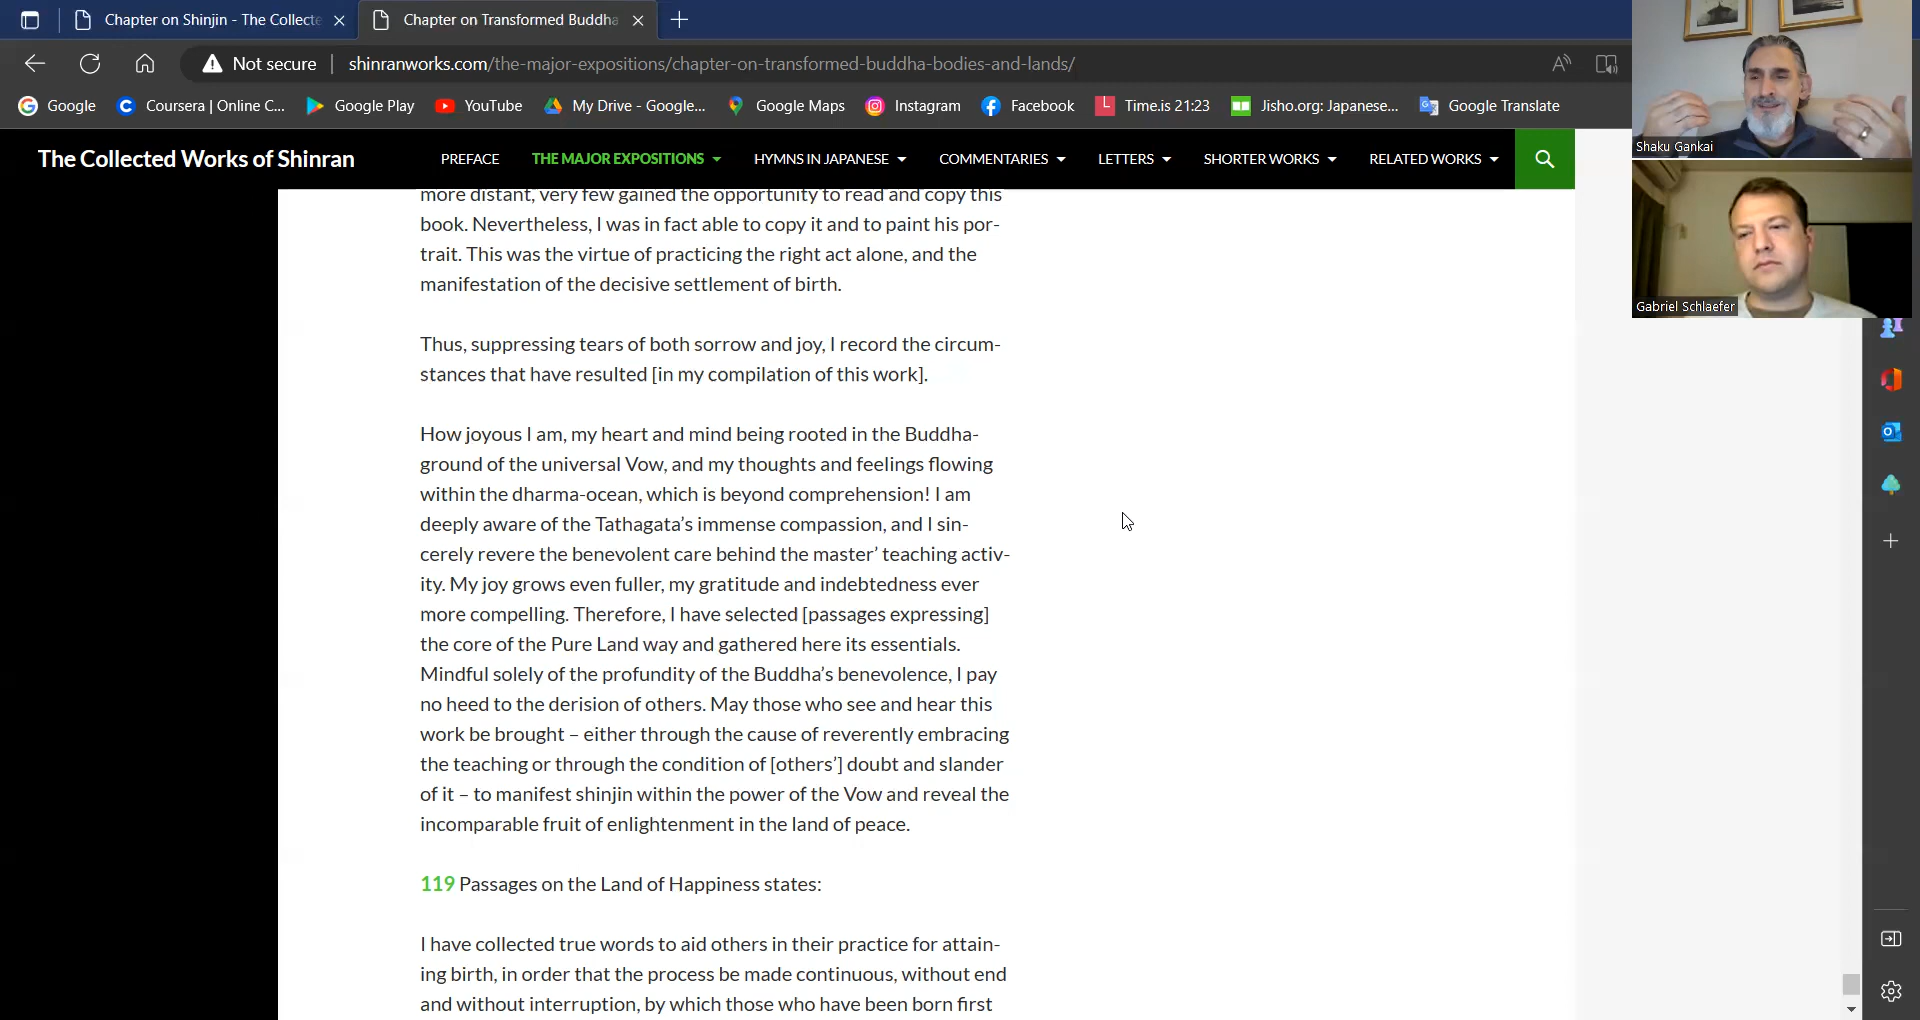 Chapter on Shinjin - The Collecte
Chapter on Transformed Buddha
Not secure
shinranworks.com/the-major-expositions/chapter-on-transformed-buddha-bodies-and-lands/
Google
Coursera | Online C...
Google Play
YouTube
My Drive - Google...
Google Maps
Instagram
Facebook
Time.is 21:23
Jisho.org: Japanese...
Google Translate
The Collected Works of Shinran
PREFACE
THE MAJOR EXPOSITIONS
HYMNS IN JAPANESE
COMMENTARIES
LETTERS
SHORTER WORKS
RELATED WORKS
Shaku Gankai
Gabriel Schlaefer
more distant, very few gained the opportunity to read and copy this
book. Nevertheless, I was in fact able to copy it and to paint his por-
trait. This was the virtue of practicing the right act alone, and the
manifestation of the decisive settlement of birth.
Thus, suppressing tears of both sorrow and joy, I record the circum-
stances that have resulted [in my compilation of this work].
How joyous I am, my heart and mind being rooted in the Buddha-
ground of the universal Vow, and my thoughts and feelings flowing
within the dharma-ocean, which is beyond comprehension! I am
deeply aware of the Tathagata’s immense compassion, and I sin-
cerely revere the benevolent care behind the master’ teaching activ-
ity. My joy grows even fuller, my gratitude and indebtedness ever
more compelling. Therefore, I have selected [passages expressing]
the core of the Pure Land way and gathered here its essentials.
Mindful solely of the profundity of the Buddha’s benevolence, I pay
no heed to the derision of others. May those who see and hear this
work be brought – either through the cause of reverently embracing
the teaching or through the condition of [others’] doubt and slander
of it – to manifest shinjin within the power of the Vow and reveal the
incomparable fruit of enlightenment in the land of peace.
119 Passages on the Land of Happiness states:
I have collected true words to aid others in their practice for attain-
ing birth, in order that the process be made continuous, without end
and without interruption, by which those who have been born first